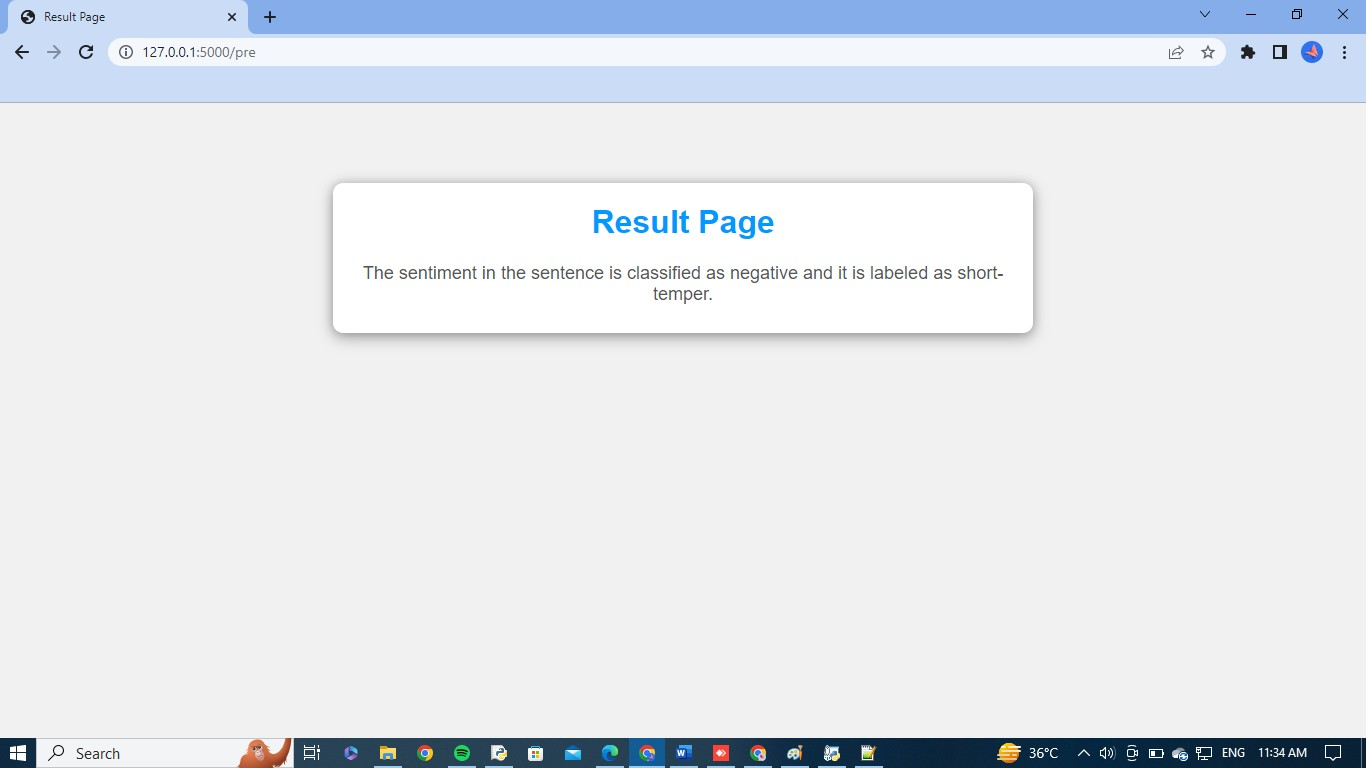 Result Page
127.0.0.1:5000/pre
Result Page
The sentiment in the sentence is classified as negative and it is labeled as short-
temper.
Search
36°C
ENG
11:34 AM